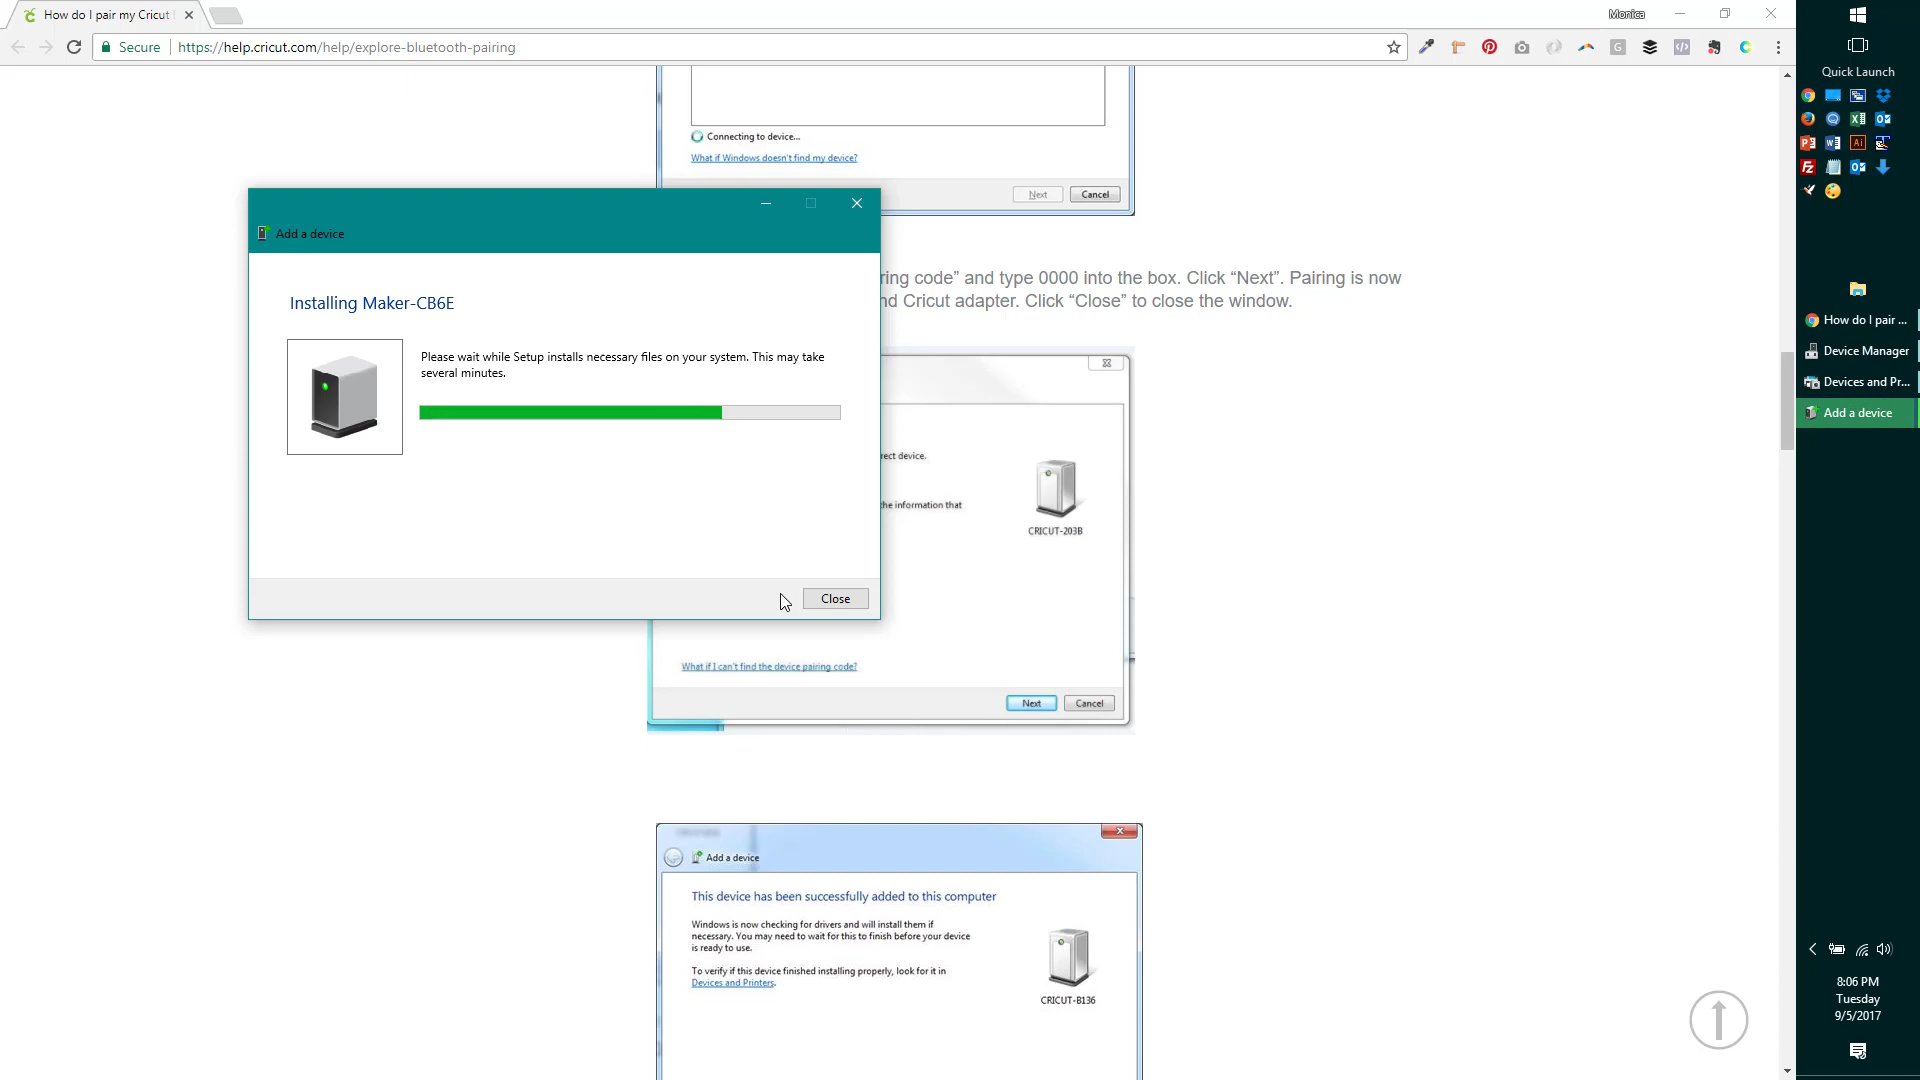 How do I pair my Cricut
Monica
Secure
https://help.cricut.com/help/explore-bluetooth-pairing
Quick Launch
Connecting to device...
What if Windows doesn't find my device?
Next
Cancel
Add a device
Installing Maker-CB6E
Please wait while Setup installs necessary files on your system. This may take
several minutes.
Close
ring code” and type 0000 into the box. Click “Next”. Pairing is now
nd Cricut adapter. Click “Close” to close the window.
rect device.
the information that
CRICUT-203B
What if I can't find the device pairing code?
Next
Cancel
Add a device
This device has been successfully added to this computer
Windows is now checking for drivers and will install them if
necessary. You may need to wait for this to finish before your device
is ready to use.
To verify if this device finished installing properly, look for it in
Devices and Printers.
CRICUT-B136
How do I pair ...
Device Manager
Devices and Pr...
Add a device
8:06 PM
Tuesday
9/5/2017